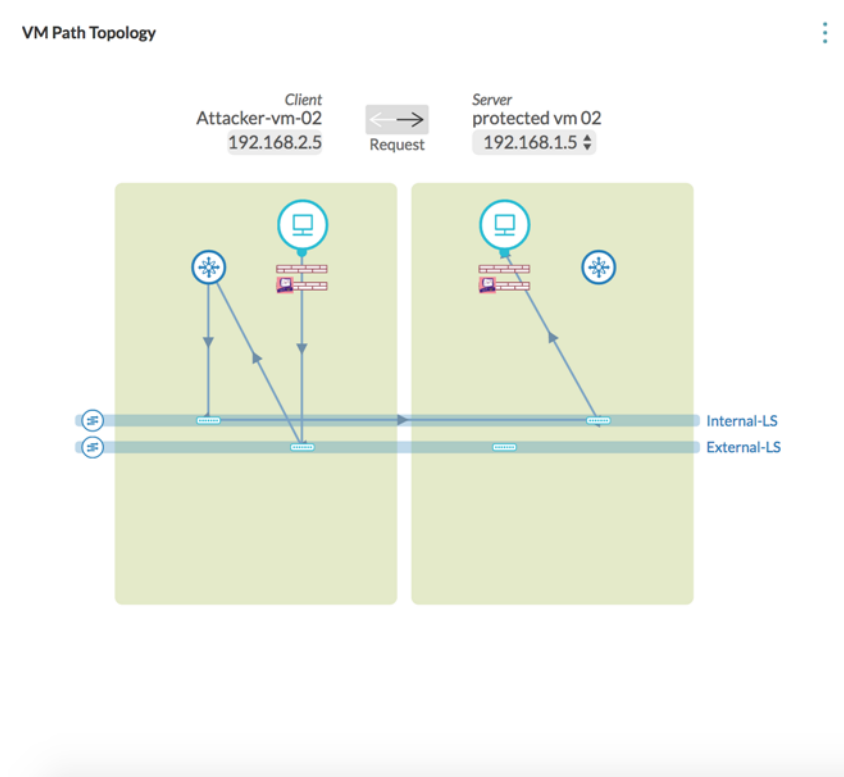 VM Path Topology
Client
Attacker-vm-02
192.168.2.5
Request
Server
protected vm 02
192.168.1.5
Internal-LS
External-LS